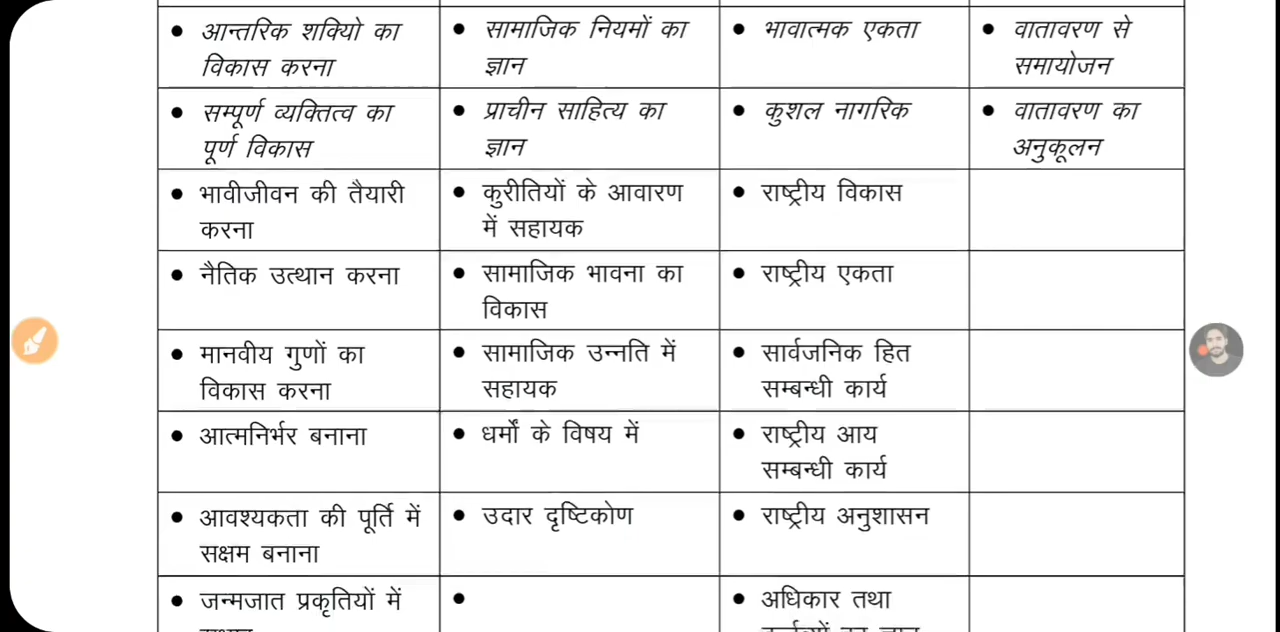 • आन्तरिक शक्यिो का
विकास करना
• सामाजिक नियमों का
ज्ञान
• भावात्मक एकता
• वातावरण से
समायोजन
• सम्पूर्ण व्यक्तित्व का
पूर्ण विकास
• प्राचीन साहित्य का
ज्ञान
• कुशल नागरिक
• वातावरण का
अनुकूलन
• भावीजीवन की तैयारी
करना
• कुरीतियों के आवारण
में सहायक
• राष्ट्रीय विकास
• नैतिक उत्थान करना
• सामाजिक भावना का
विकास
• राष्ट्रीय एकता
• मानवीय गुणों का
विकास करना
• सामाजिक उन्नति में
सहायक
• सार्वजनिक हित
सम्बन्धी कार्य
• आत्मनिर्भर बनाना
• धर्मों के विषय में
• राष्ट्रीय आय
सम्बन्धी कार्य
• आवश्यकता की पूर्ति में
सक्षम बनाना
• उदार दृष्टिकोण
• राष्ट्रीय अनुशासन
• जन्मजात प्रकृतियों में
•
• अधिकार तथा